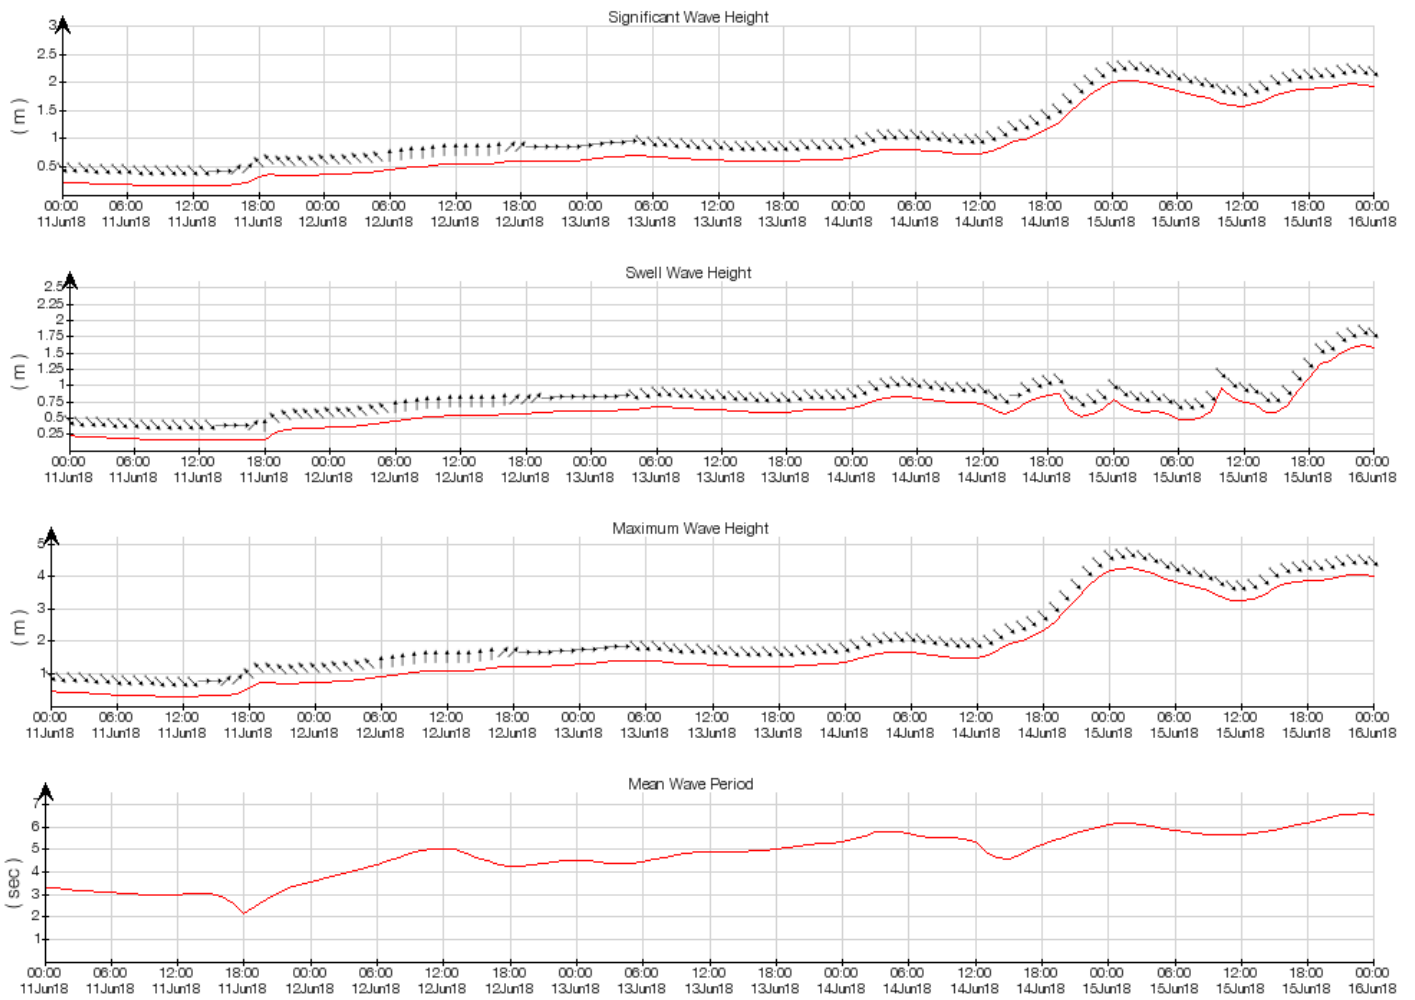 Significant Wave Height
3
2.5
2
1.5
1
0.5
( m )
00:00 06:00 12:00 18:00 00:00 06:00 12:00 18:00 00:00 06:00 12:00 18:00 00:00 06:00 12:00 18:00 00:00 06:00 12:00 18:00 00:00
11Jun18 11Jun18 11Jun18 11Jun18 12Jun18 12Jun18 12Jun18 12Jun18 13Jun18 13Jun18 13Jun18 13Jun18 14Jun18 14Jun18 14Jun18 14Jun18 15Jun18 15Jun18 15Jun18 15Jun18 16Jun18
Swell Wave Height
2.5
2.25
2
1.75
1.5
1.25
1
0.75
0.5
0.25
( m )
00:00 06:00 12:00 18:00 00:00 06:00 12:00 18:00 00:00 06:00 12:00 18:00 00:00 06:00 12:00 18:00 00:00 06:00 12:00 18:00 00:00
11Jun18 11Jun18 11Jun18 11Jun18 12Jun18 12Jun18 12Jun18 12Jun18 13Jun18 13Jun18 13Jun18 13Jun18 14Jun18 14Jun18 14Jun18 14Jun18 15Jun18 15Jun18 15Jun18 15Jun18 16Jun18
Maximum Wave Height
5
4
3
2
1
( m )
00:00 06:00 12:00 18:00 00:00 06:00 12:00 18:00 00:00 06:00 12:00 18:00 00:00 06:00 12:00 18:00 00:00 06:00 12:00 18:00 00:00
11Jun18 11Jun18 11Jun18 11Jun18 12Jun18 12Jun18 12Jun18 12Jun18 13Jun18 13Jun18 13Jun18 13Jun18 14Jun18 14Jun18 14Jun18 14Jun18 15Jun18 15Jun18 15Jun18 15Jun18 16Jun18
Mean Wave Period
7
6
5
4
3
2
1
( sec )
00:00 06:00 12:00 18:00 00:00 06:00 12:00 18:00 00:00 06:00 12:00 18:00 00:00 06:00 12:00 18:00 00:00 06:00 12:00 18:00 00:00
11Jun18 11Jun18 11Jun18 11Jun18 12Jun18 12Jun18 12Jun18 12Jun18 13Jun18 13Jun18 13Jun18 13Jun18 14Jun18 14Jun18 14Jun18 14Jun18 15Jun18 15Jun18 15Jun18 15Jun18 16Jun18